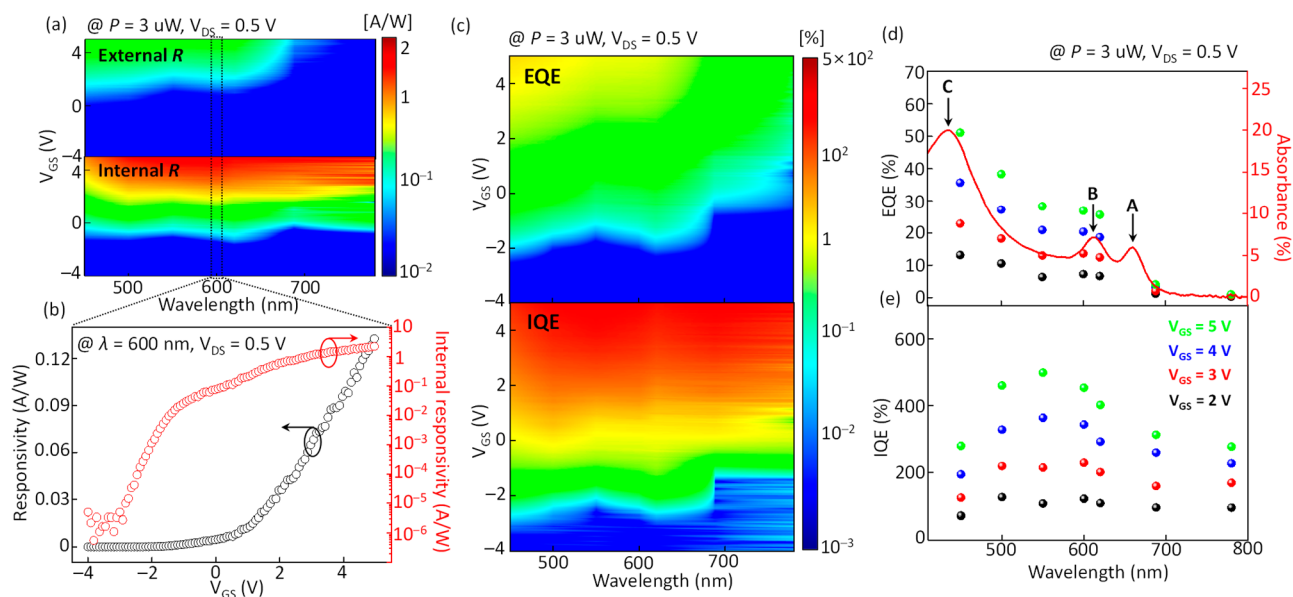 (a)
@ P = 3 uW, V_DS = 0.5 V
[A/W]
External R
Internal R
4
0
−4
4
0
−4
V_GS (V)
500
600
700
Wavelength (nm)
2
1
10⁻¹
10⁻²
(b)
@ λ = 600 nm, V_DS = 0.5 V
0.12
0.09
0.06
0.03
0
Responsivity (A/W)
−4
−2
0
2
4
V_GS (V)
10
1
10⁻¹
10⁻²
10⁻³
10⁻⁴
10⁻⁵
10⁻⁶
Internal
responsivity (A/W)
(c)
@ P = 3 uW, V_DS = 0.5 V
[%]
EQE
4
2
0
−2
−4
V_GS (V)
IQE
4
2
0
−2
−4
V_GS (V)
500
600
700
Wavelength (nm)
5×10²
10²
1
10⁻¹
10⁻²
10⁻³
(d)
@ P = 3 uW, V_DS = 0.5 V
70
60
50
40
30
20
10
0
EQE (%)
C
B
A
25
20
15
10
5
0
Absorbance (%)
(e)
600
400
200
0
IQE (%)
V_GS = 5 V
V_GS = 4 V
V_GS = 3 V
V_GS = 2 V
500
600
700
800
Wavelength (nm)